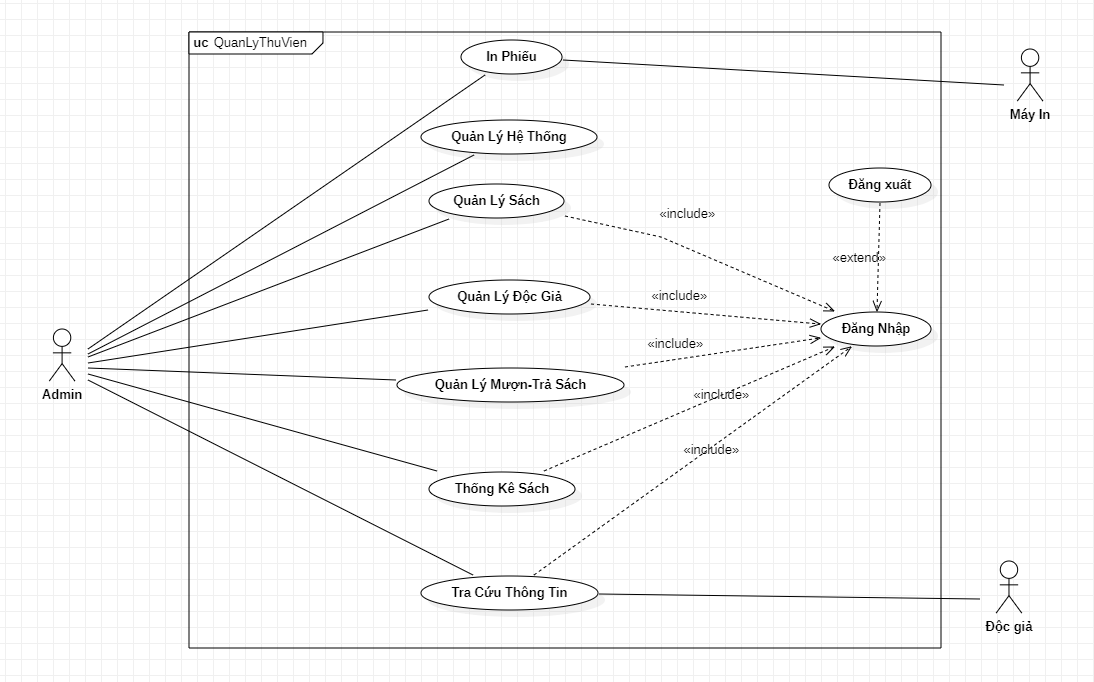 uc QuanLyThuVien
In Phiếu
Máy In
Quản Lý Hệ Thống
Đăng xuất
Quản Lý Sách
«include»
«extend»
Quản Lý Độc Giả
«include»
Đăng Nhập
«include»
Admin
Quản Lý Mượn-Trả Sách
«include»
«include»
Thống Kê Sách
Tra Cứu Thông Tin
Độc giả